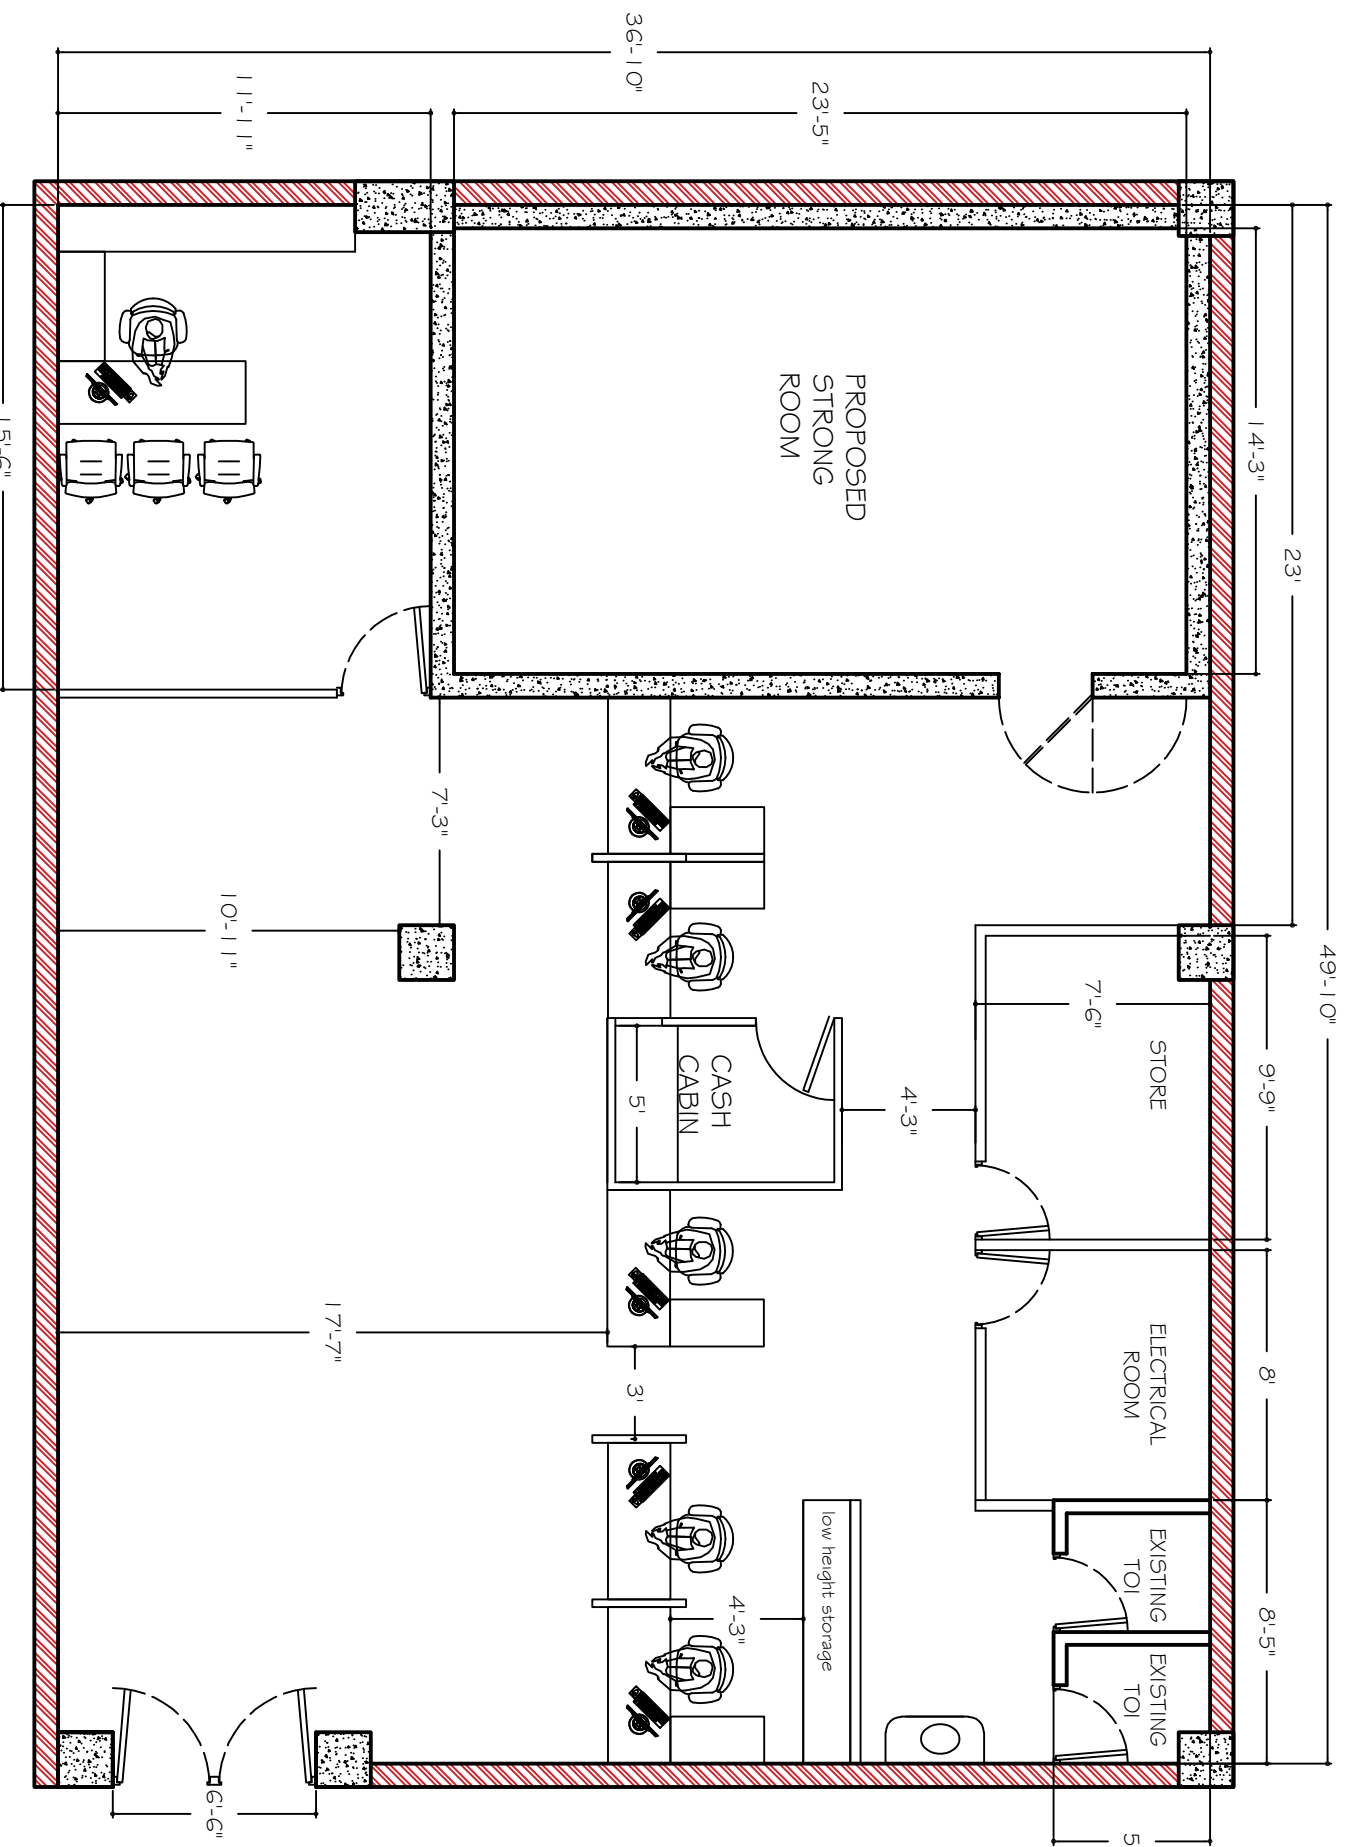 36'-10"
11'-11"
23'-5"
PROPOSED
STRONG
ROOM
14'-3"
23'
49'-10"
15'-6"
7'-3"
10'-11"
7'-6"
STORE
9'-9"
CASH
CABIN
5'
4'-3"
17'-7"
3'
ELECTRICAL
ROOM
8'
low height storage
4'-3"
EXISTING
TOI
EXISTING
TOI
8'-5"
6'-6"
5